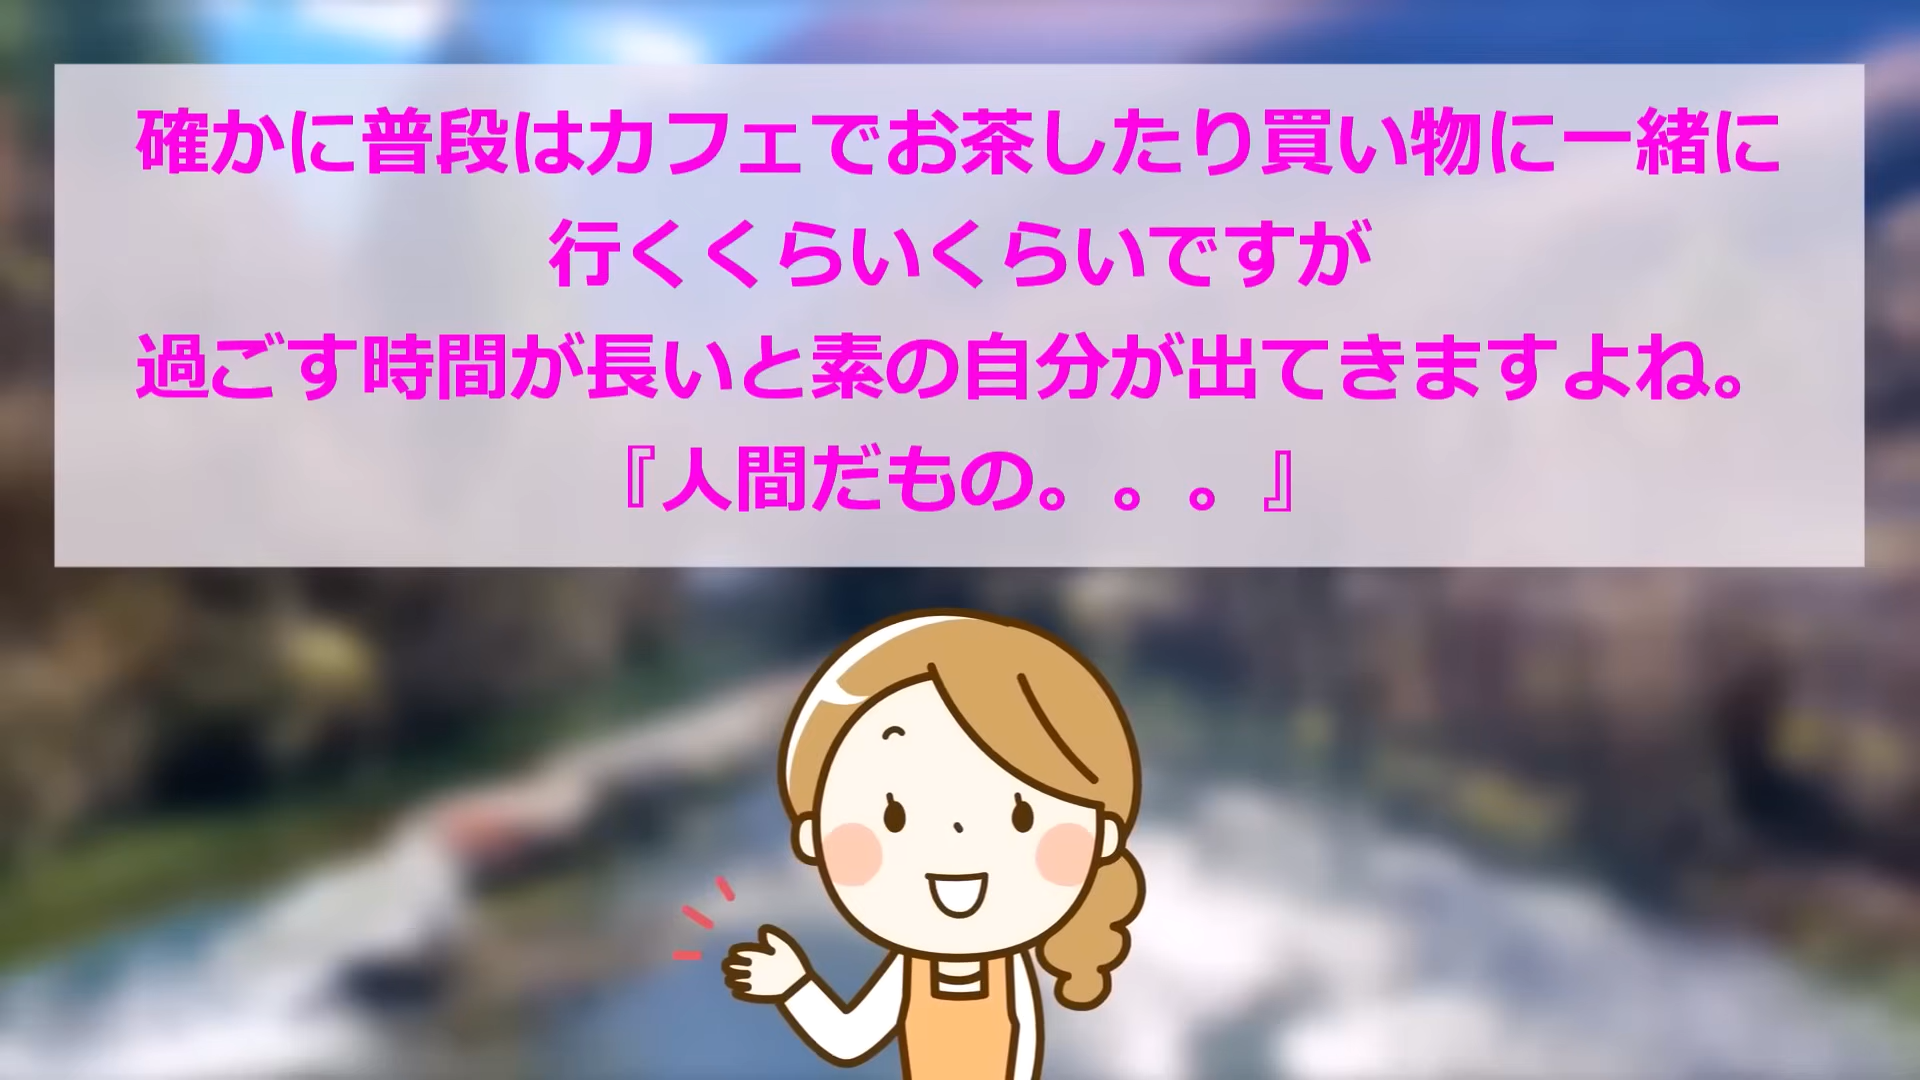 確かに普段はカフェでお茶したり買い物に一緒に
行くくらいくらいですが
過ごす時間が長いと素の自分が出てきますよね。
『人間だもの。。。』